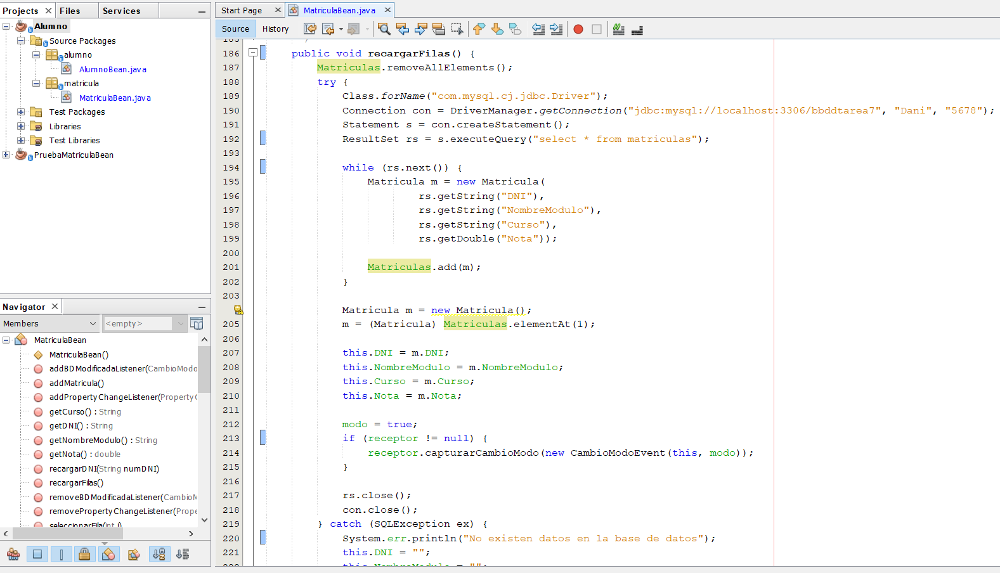 Projects
Files
Services
Alumno
Source Packages
alumno
AlumnoBean.java
matricula
MatriculaBean.java
Test Packages
Libraries
Test Libraries
PruebaMatriculaBean
Navigator
Members
<empty>
MatriculaBean
MatriculaBean()
addBDModificadaListener(CambioModo
addMatricula()
addPropertyChangeListener(PropertyC
getCurso() : String
getDNI() : String
getNombreModulo() : String
getNota() : double
recargarDNI(String numDNI)
recargarFilas()
removeBDModificadaListener(CambioM
removePropertyChangeListener(Prope
seleccionarFila(int i)
Start Page
MatriculaBean.java
Source
History
185
186 public void recargarFilas() {
187 Matriculas.removeAllElements();
188 try {
189 Class.forName("com.mysql.cj.jdbc.Driver");
190 Connection con = DriverManager.getConnection("jdbc:mysql://localhost:3306/bbddtarea7", "Dani", "5678");
191 Statement s = con.createStatement();
192 ResultSet rs = s.executeQuery("select * from matriculas");
193
194 while (rs.next()) {
195 Matricula m = new Matricula(
196 rs.getString("DNI"),
197 rs.getString("NombreModulo"),
198 rs.getString("Curso"),
199 rs.getDouble("Nota"));
200
201 Matriculas.add(m);
202 }
203
Matricula m = new Matricula();
205 m = (Matricula) Matriculas.elementAt(1);
206
207 this.DNI = m.DNI;
208 this.NombreModulo = m.NombreModulo;
209 this.Curso = m.Curso;
210 this.Nota = m.Nota;
211
212 modo = true;
213 if (receptor != null) {
214 receptor.capturarCambioModo(new CambioModoEvent(this, modo));
215 }
216
217 rs.close();
218 con.close();
219 } catch (SQLException ex) {
220 System.err.println("No existen datos en la base de datos");
221 this.DNI = "";
222 this.NombreModulo = "";